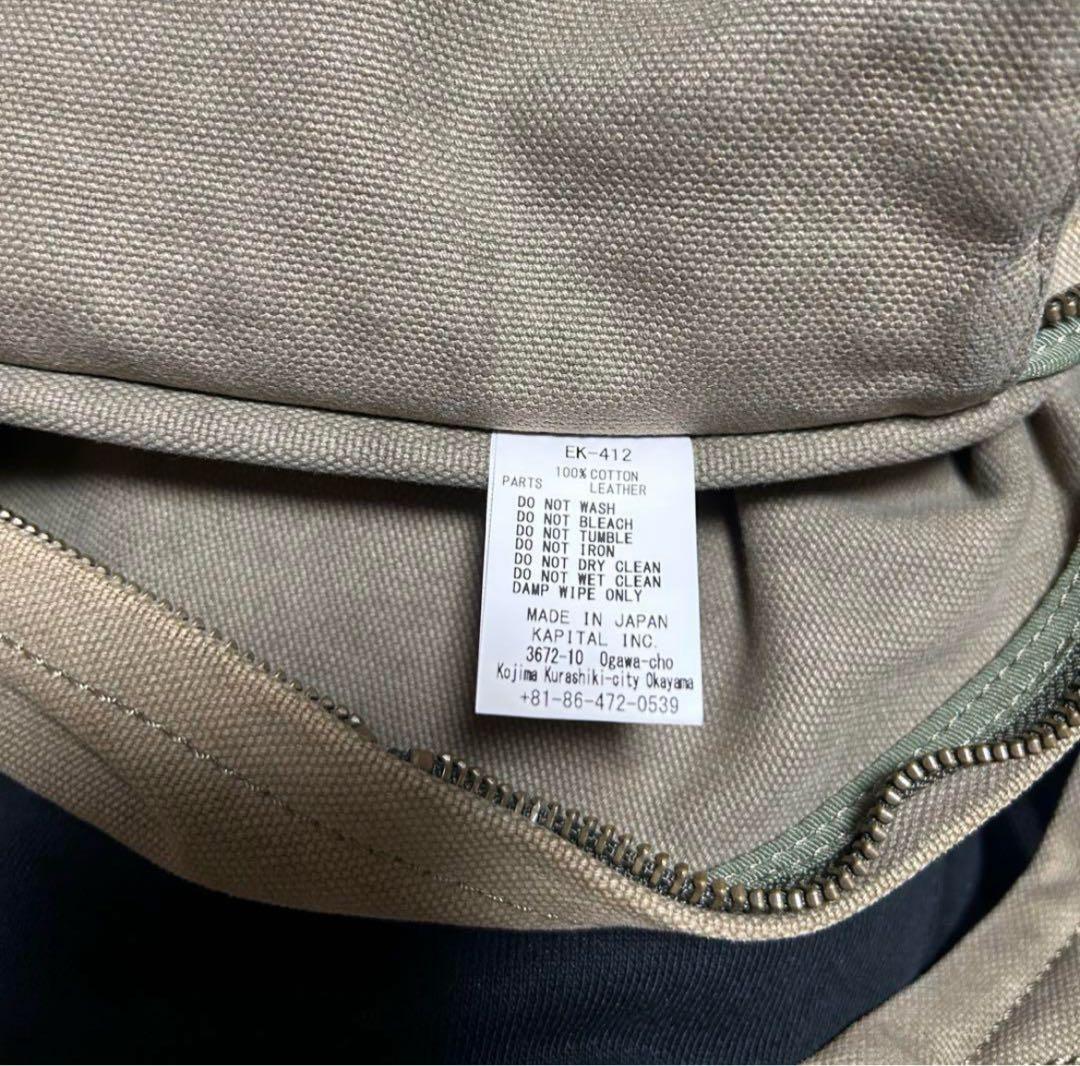 EK-412
100% COTTON
PARTS LEATHER
DO NOT WASH
DO NOT BLEACH
DO NOT TUMBLE
DO NOT IRON
DO NOT DRY CLEAN
DO NOT WET CLEAN
DAMP WIPE ONLY
MADE IN JAPAN
KAPITAL INC.
3672-10 Ogawa-cho
Kojima Kurashiki-city Okayama
+81-86-472-0539